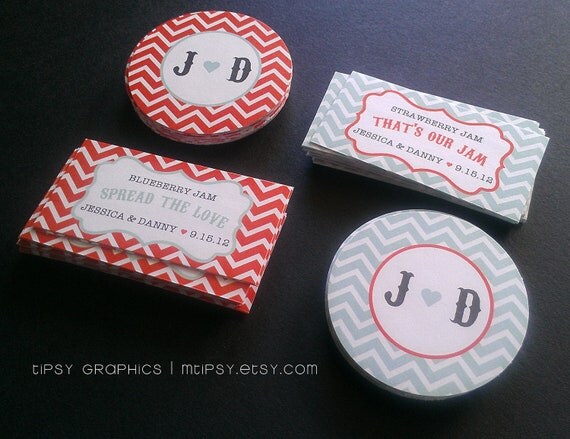 J ♥ D
STRAWBERRY JAM
THAT'S OUR JAM
JESSICA & DANNY ♥ 9.15.12
BLUEBERRY JAM
SPREAD THE LOVE
JESSICA & DANNY ♥ 9.15.12
J ♥ D
TIPSY GRAPHICS | MTIPSY.ETSY.COM